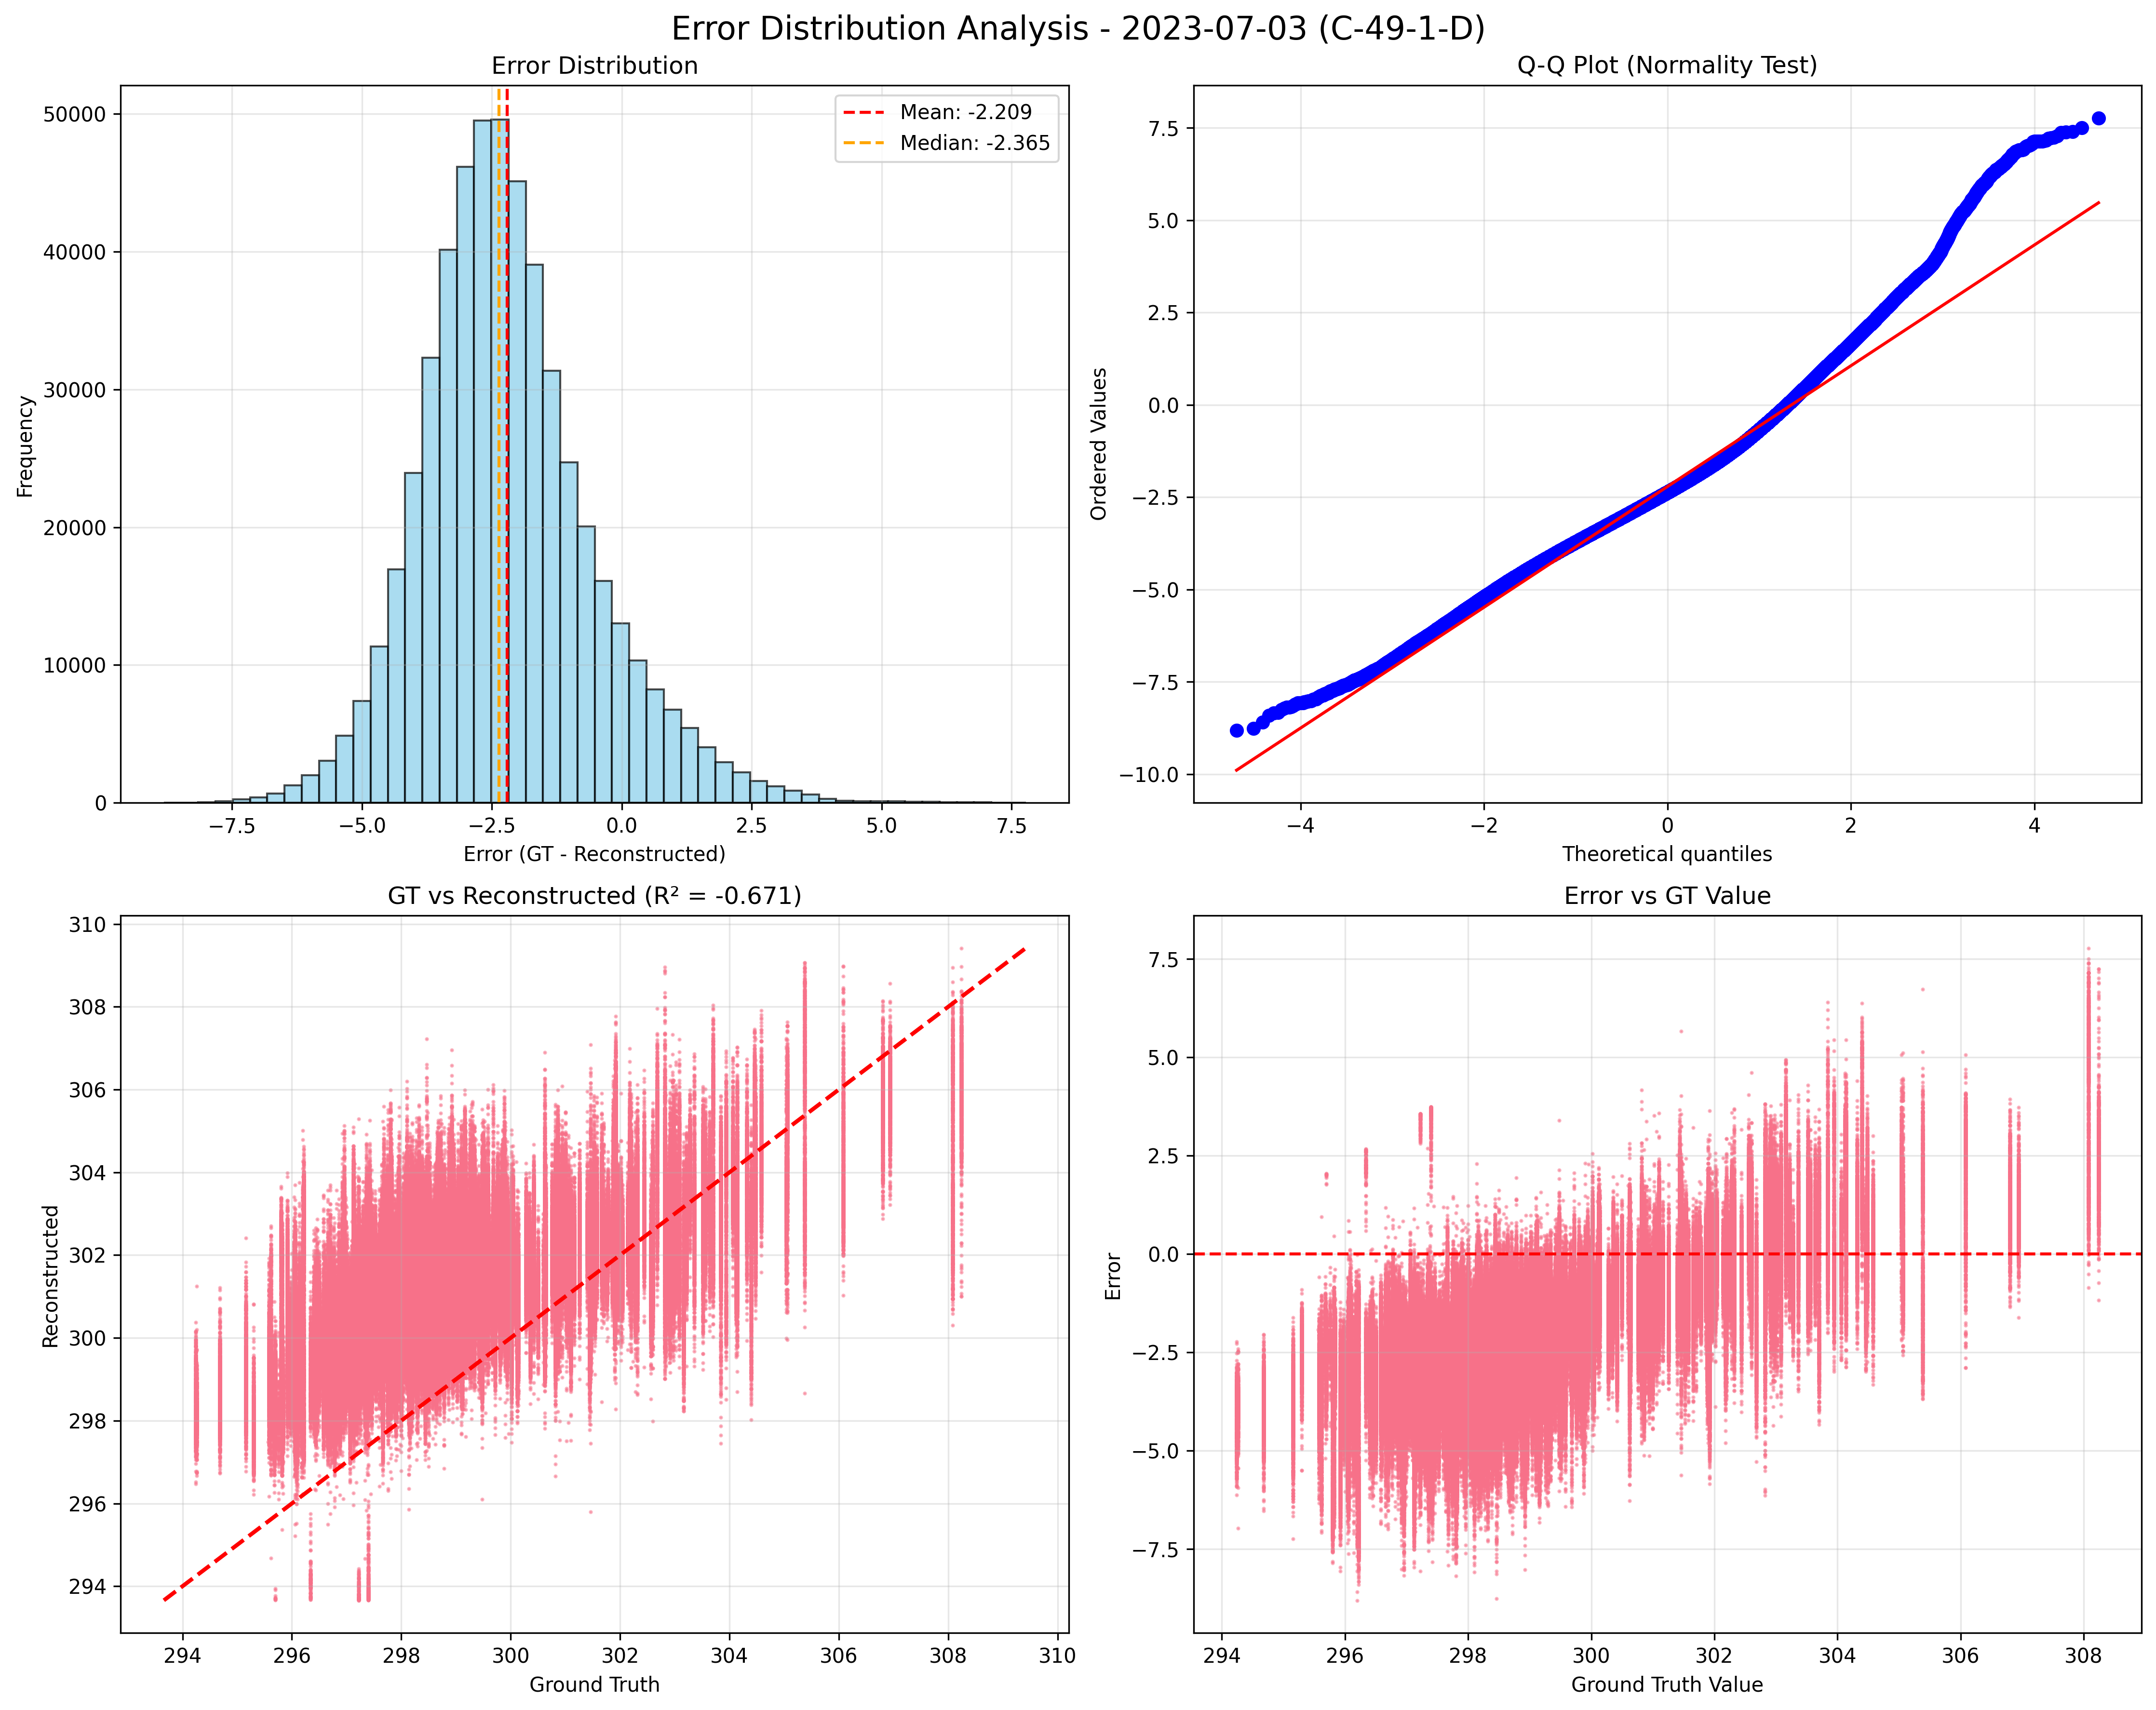 Error Distribution Analysis - 2023-07-03 (C-49-1-D)
Error Distribution
Mean: -2.209
Median: -2.365
50000
40000
30000
20000
10000
0
Frequency
−7.5 −5.0 −2.5 0.0 2.5 5.0 7.5
Error (GT - Reconstructed)
Q-Q Plot (Normality Test)
7.5
5.0
2.5
0.0
−2.5
−5.0
−7.5
−10.0
Ordered Values
−4 −2 0 2 4
Theoretical quantiles
GT vs Reconstructed (R² = -0.671)
310
308
306
304
302
300
298
296
294
Reconstructed
294 296 298 300 302 304 306 308 310
Ground Truth
Error vs GT Value
7.5
5.0
2.5
0.0
−2.5
−5.0
−7.5
Error
294 296 298 300 302 304 306 308
Ground Truth Value